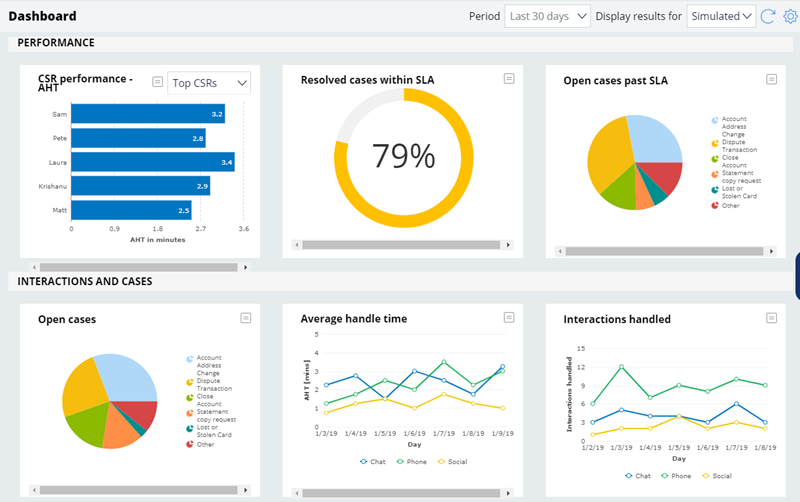 Dashboard
Period Last 30 days Display results for Simulated
PERFORMANCE
CSR performance -
AHT
Top CSRs
Sam 3.2
Pete 2.8
Laura 3.4
Krishanu 2.9
Matt 2.5
0 0.9 1.8 2.7 3.6
AHT in minutes
Resolved cases within SLA
79%
Open cases past SLA
Account
Address
Change
Dispute
Transaction
Close
Account
Statement
copy request
Lost or
Stolen Card
Other
INTERACTIONS AND CASES
Open cases
Account
Address
Change
Dispute
Transaction
Close
Account
Statement
copy request
Lost or
Stolen Card
Other
Average handle time
AHT [mins]
5
4
3
2
1
0
1/3/19 1/4/19 1/5/19 1/6/19 1/7/19 1/8/19 1/9/19
Day
Chat Phone Social
Interactions handled
Interactions handled
15
12
9
6
3
0
1/2/19 1/3/19 1/4/19 1/5/19 1/6/19 1/7/19 1/8/19
Day
Chat Phone Social